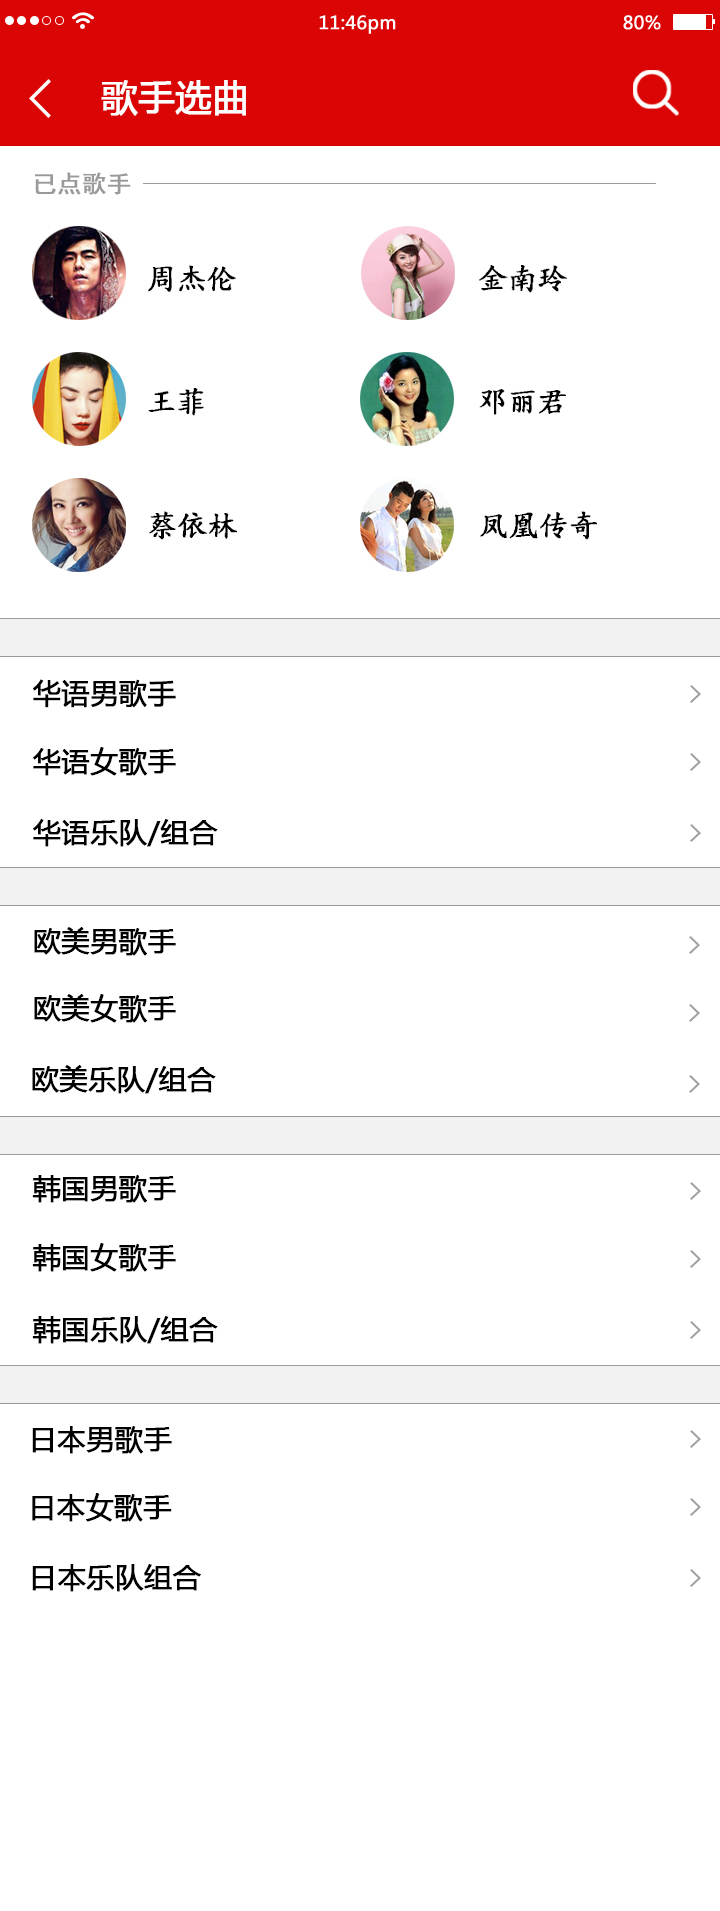 11:46pm 80%
歌手选曲
已点歌手
周杰伦 金南玲
王菲 邓丽君
蔡依林 凤凰传奇
华语男歌手
华语女歌手
华语乐队/组合
欧美男歌手
欧美女歌手
欧美乐队/组合
韩国男歌手
韩国女歌手
韩国乐队/组合
日本男歌手
日本女歌手
日本乐队组合